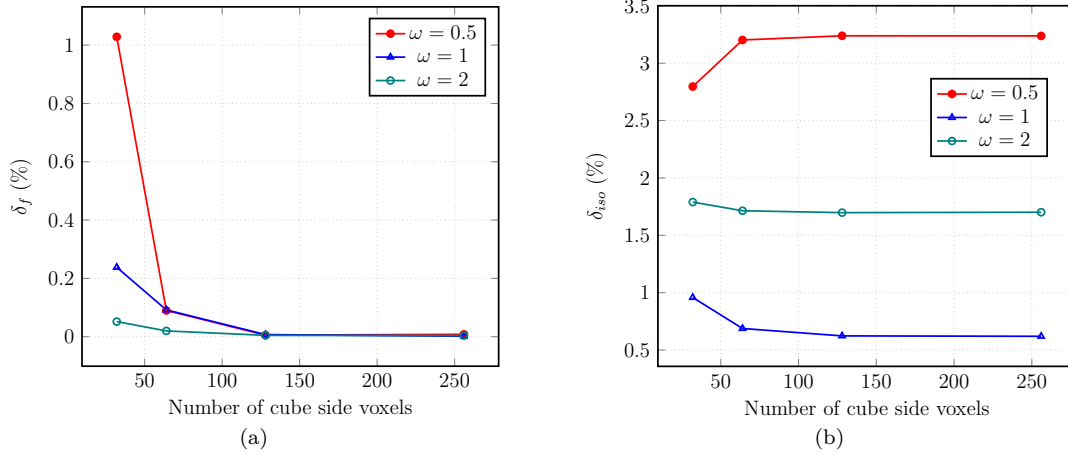 1
0.8
0.6
0.4
0.2
0
δ_f (%)
50 100 150 200 250
Number of cube side voxels
ω = 0.5
ω = 1
ω = 2
(a)
3.5
3
2.5
2
1.5
1
0.5
δ_iso (%)
50 100 150 200 250
Number of cube side voxels
ω = 0.5
ω = 1
ω = 2
(b)